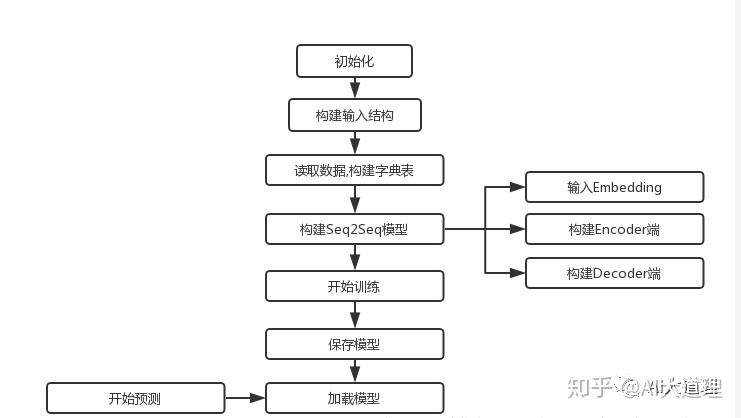 初始化
构建输入结构
读取数据,构建字典表
构建Seq2Seq模型
输入Embedding
构建Encoder端
构建Decoder端
开始训练
保存模型
开始预测
加载模型
知乎 @AI大道理